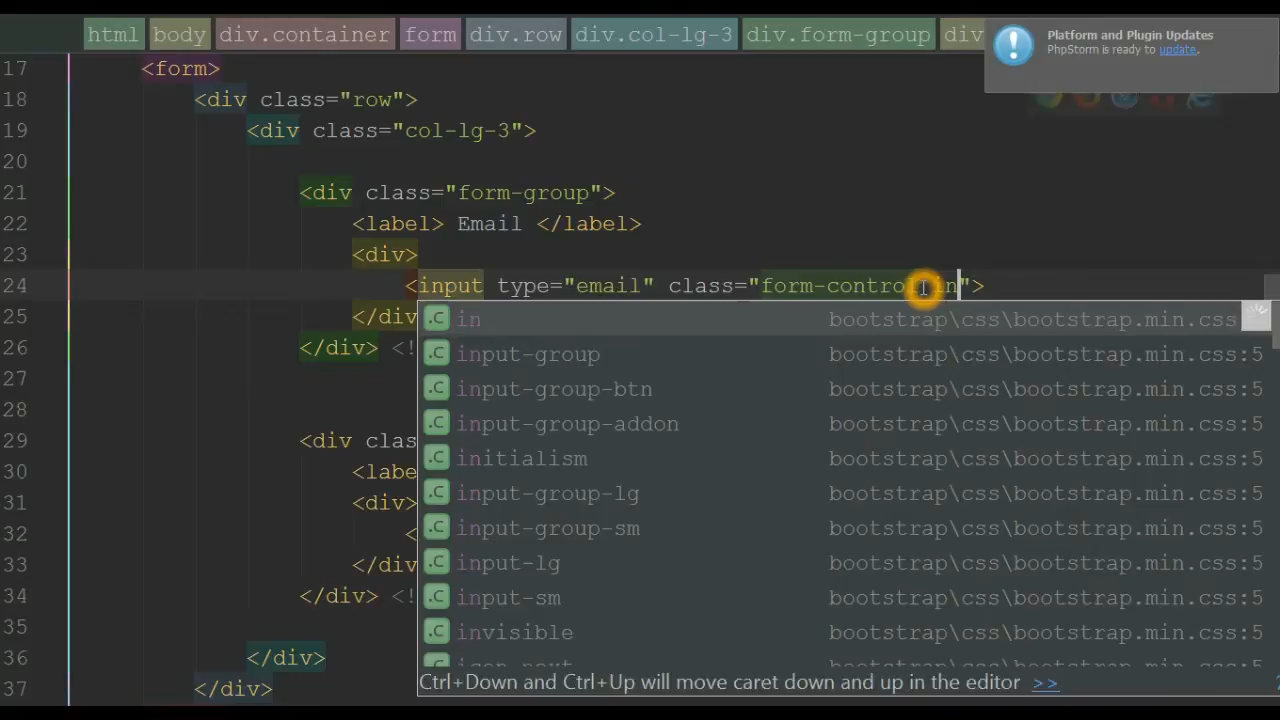 html body div.container form div.row div.col-lg-3 div.form-group div
Platform and Plugin Updates
PhpStorm is ready to update.
17 <form>
18 <div class="row">
19 <div class="col-lg-3">
20
21 <div class="form-group">
22 <label> Email </label>
23 <div>
24 <input type="email" class="form-contro in">
25 </div
26 </div> <!
27
28
29 <div clas
30 <labe
31 <div>
32 <
33 </div
34 </div> <!
35
36 </div>
37 </div>
in bootstrap\css\bootstrap.min.css
input-group bootstrap\css\bootstrap.min.css:5
input-group-btn bootstrap\css\bootstrap.min.css:5
input-group-addon bootstrap\css\bootstrap.min.css:5
initialism bootstrap\css\bootstrap.min.css:5
input-group-lg bootstrap\css\bootstrap.min.css:5
input-group-sm bootstrap\css\bootstrap.min.css:5
input-lg bootstrap\css\bootstrap.min.css:5
input-sm bootstrap\css\bootstrap.min.css:5
invisible bootstrap\css\bootstrap.min.css:5
Ctrl+Down and Ctrl+Up will move caret down and up in the editor >>